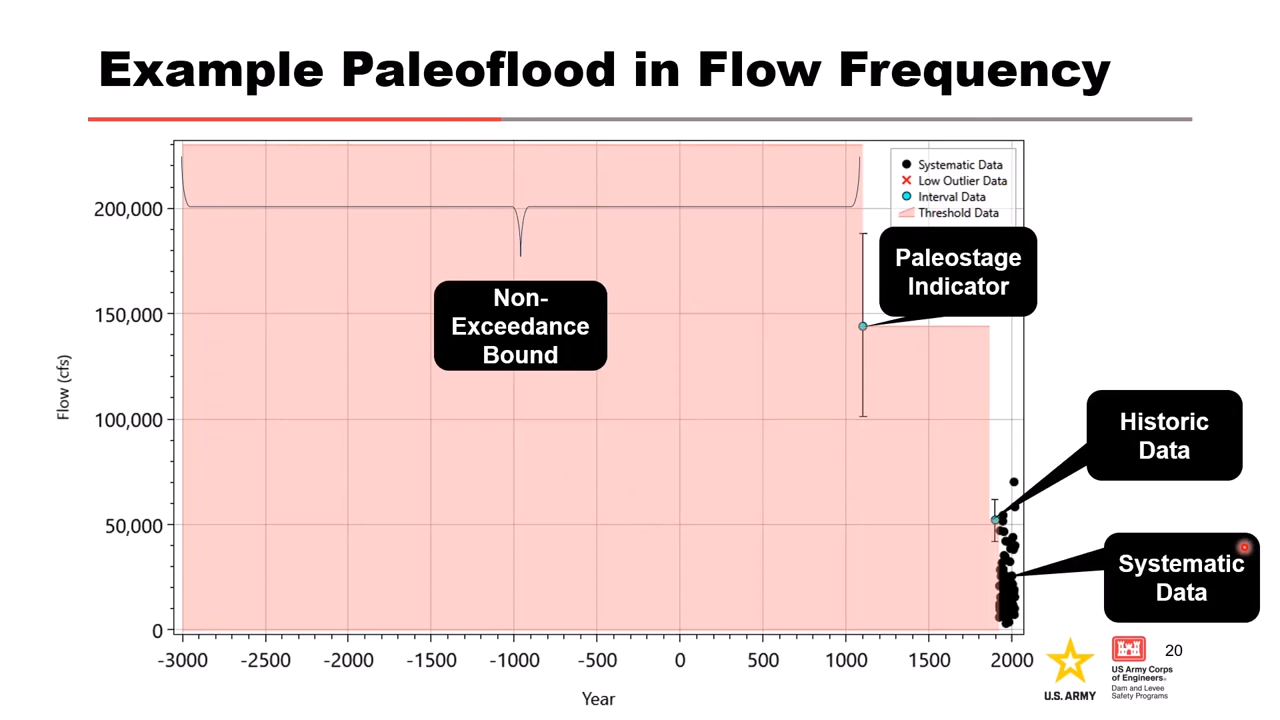 Example Paleoflood in Flow Frequency
Systematic Data
Low Outlier Data
Interval Data
Threshold Data
200,000
150,000
100,000
50,000
0
Flow (cfs)
Non-
Exceedance
Bound
Paleostage
Indicator
Historic
Data
Systematic
Data
-3000 -2500 -2000 -1500 -1000 -500 0 500 1000 1500 2000
Year
20
U.S. ARMY
US Army Corps
of Engineers®
Dam and Levee
Safety Programs